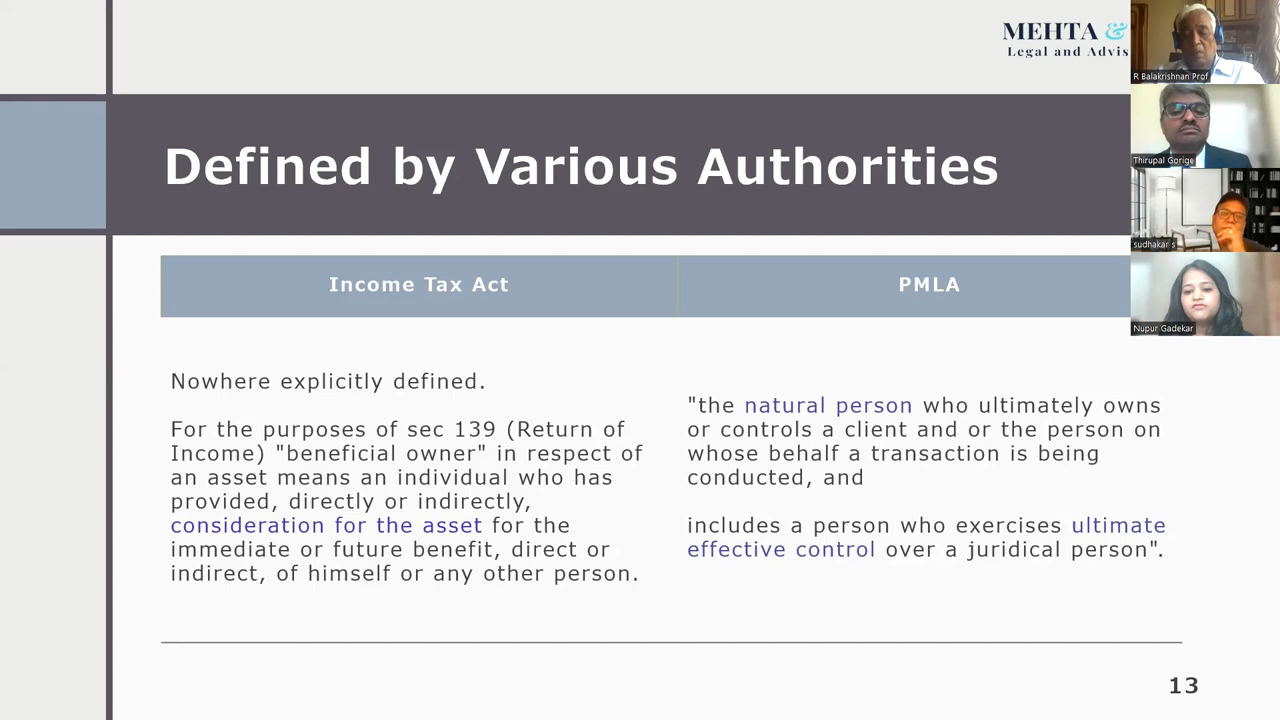 MEHTA &
Legal and Advis
R Balakrishnan Prof
Thirupal Gorige
sudhakar s
Nupur Gadekar
Defined by Various Authorities
Income Tax Act
PMLA
Nowhere explicitly defined.
For the purposes of sec 139 (Return of
Income) "beneficial owner" in respect of
an asset means an individual who has
provided, directly or indirectly,
consideration for the asset for the
immediate or future benefit, direct or
indirect, of himself or any other person.
"the natural person who ultimately owns
or controls a client and or the person on
whose behalf a transaction is being
conducted, and
includes a person who exercises ultimate
effective control over a juridical person".
13